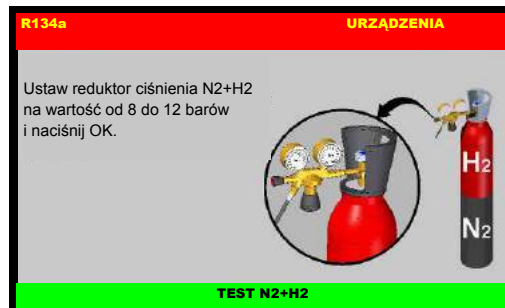 R134a URZĄDZENIA
Ustaw reduktor ciśnienia N2+H2
na wartość od 8 do 12 barów
i naciśnij OK.
H2
N2
TEST N2+H2